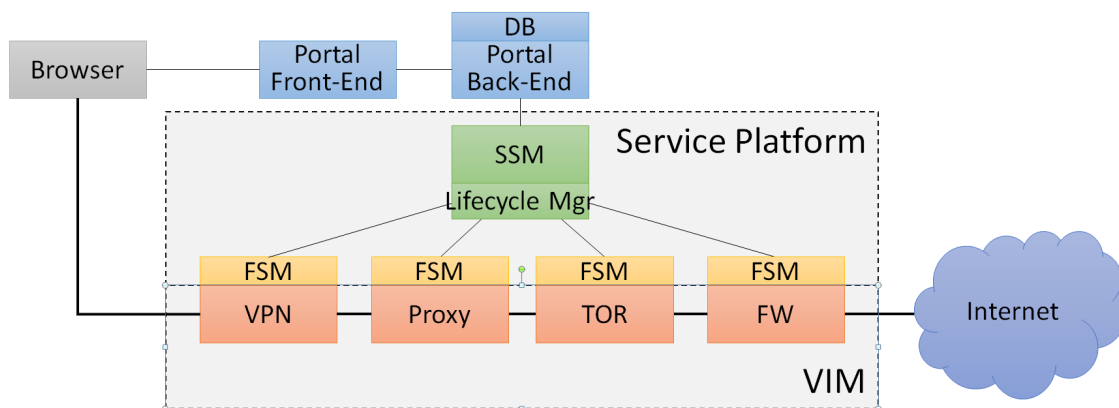 DB
Browser
Portal
Front-End
Portal
Back-End
Service Platform
SSM
Lifecycle Mgr
FSM
FSM
FSM
FSM
VPN
Proxy
TOR
FW
Internet
VIM